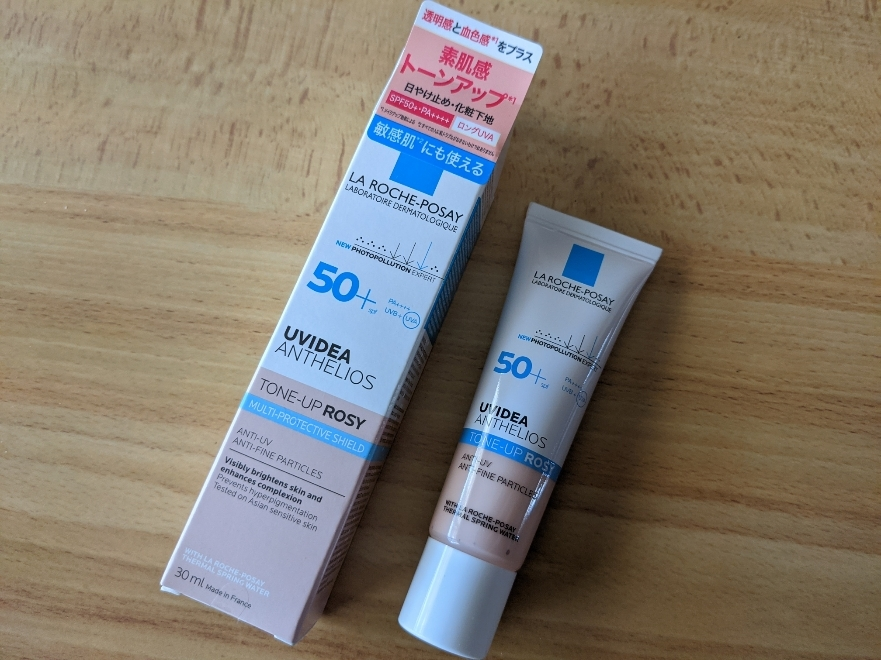 透明感と血色感*1をプラス
素肌感
トーンアップ*1
日やけ止め・化粧下地
SPF50+・PA++++
ロングUVA
敏感肌*2にも使える
LA ROCHE-POSAY
LABORATOIRE DERMATOLOGIQUE
NEW PHOTOPOLLUTION EXPERT
50+
SPF
PA++++
UVB+UVA
UVIDEA
ANTHELIOS
TONE-UP ROSY
MULTI-PROTECTIVE SHIELD
ANTI-UV
ANTI-FINE PARTICLES
Visibly brightens skin and
enhances complexion
Prevents hyperpigmentation
Tested on Asian sensitive skin
WITH LA ROCHE-POSAY
THERMAL SPRING WATER
30 ml Made in France
LA ROCHE-POSAY
LABORATOIRE DERMATOLOGIQUE
NEW PHOTOPOLLUTION EXPERT
50+
SPF
PA++++
UVB+
UVIDEA
ANTHELIOS
TONE-UP ROSY
ANTI-UV
ANTI-FINE PARTICLES
WITH LA ROCHE-POSAY
THERMAL SPRING WATER